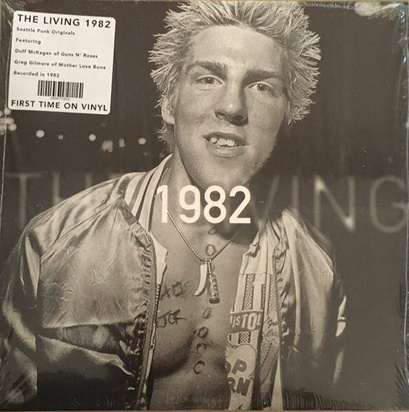 THE LIVING 1982
Seattle Punk Originals
Featuring
Duff McKagan of Guns N' Roses
Greg Gilmore of Mother Love Bone
Recorded in 1982
FIRST TIME ON VINYL
THE LIVING
1982